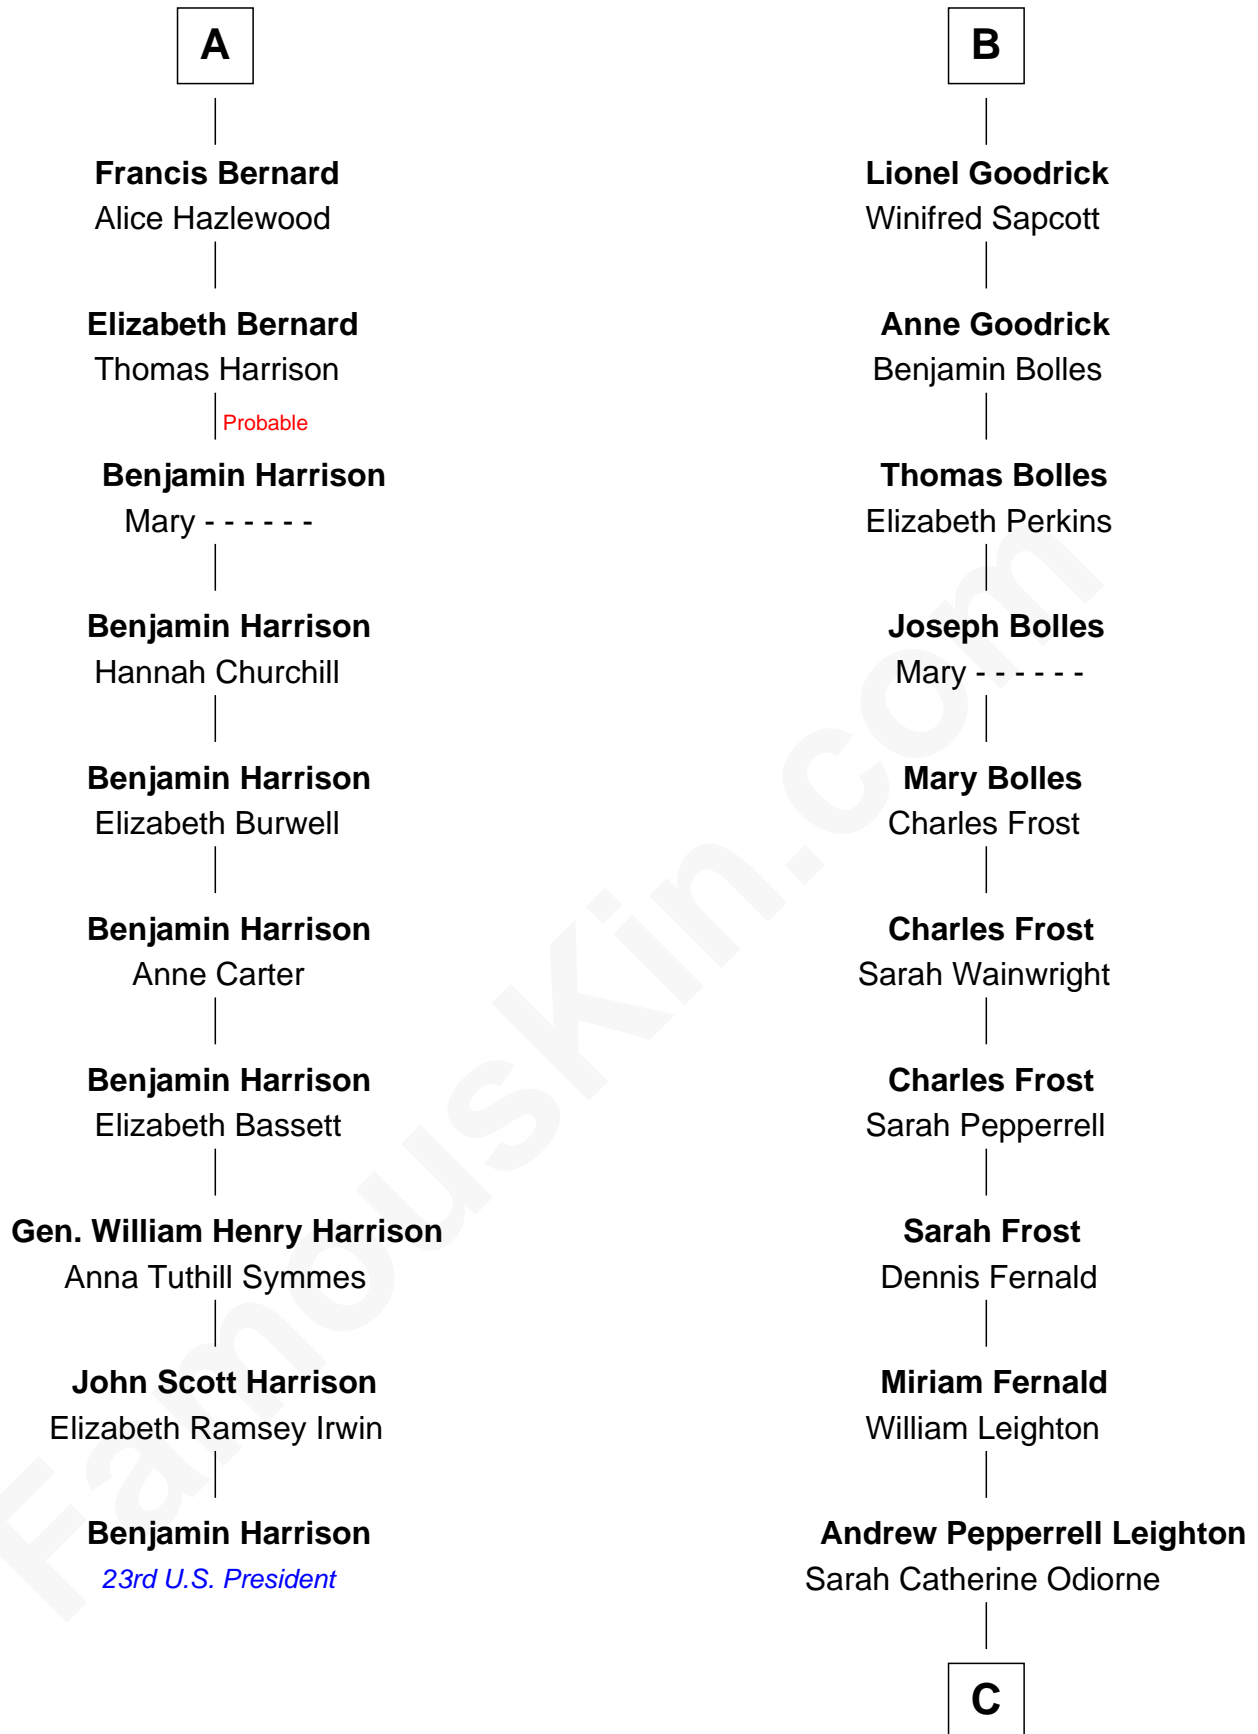 A
Francis Bernard
Alice Hazlewood
Elizabeth Bernard
Thomas Harrison
Probable
Benjamin Harrison
Mary - - - - - -
Benjamin Harrison
Hannah Churchill
Benjamin Harrison
Elizabeth Burwell
Benjamin Harrison
Anne Carter
Benjamin Harrison
Elizabeth Bassett
Gen. William Henry Harrison
Anna Tuthill Symmes
John Scott Harrison
Elizabeth Ramsey Irwin
Benjamin Harrison
23rd U.S. President
B
Lionel Goodrick
Winifred Sapcott
Anne Goodrick
Benjamin Bolles
Thomas Bolles
Elizabeth Perkins
Joseph Bolles
Mary - - - - - -
Mary Bolles
Charles Frost
Charles Frost
Sarah Wainwright
Charles Frost
Sarah Pepperrell
Sarah Frost
Dennis Fernald
Miriam Fernald
William Leighton
Andrew Pepperrell Leighton
Sarah Catherine Odiorne
C
FamousKin.com